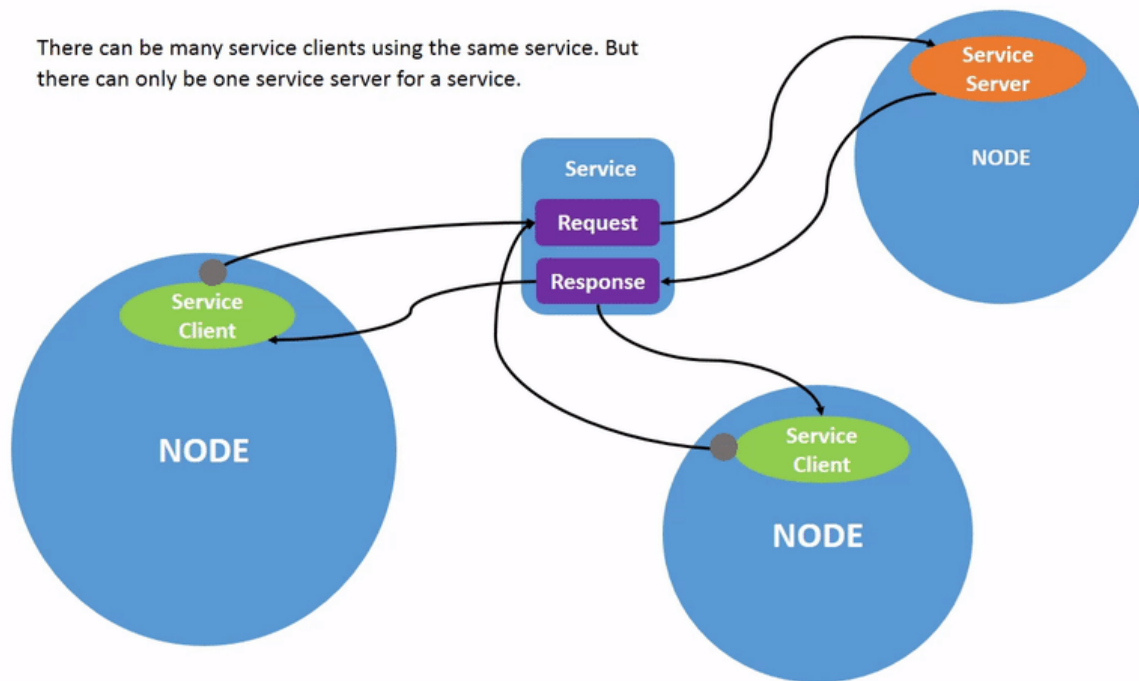 There can be many service clients using the same service. But
there can only be one service server for a service.
Service
Server
NODE
Service
Request
Response
Service
Client
NODE
Service
Client
NODE